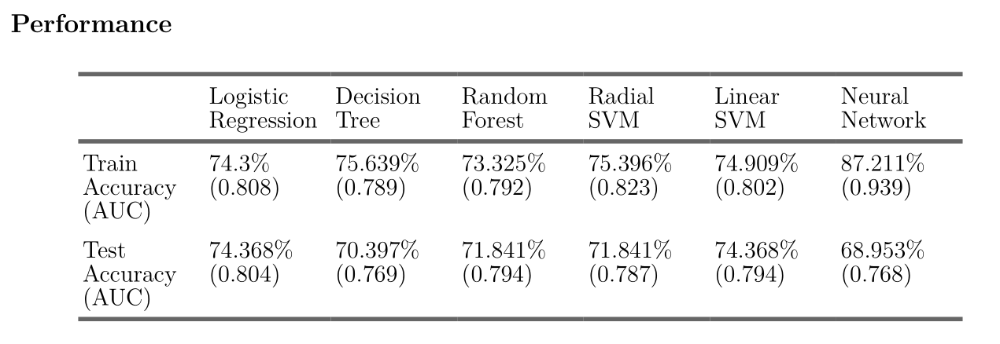 Performance
Logistic Decision Random Radial Linear Neural
Regression Tree Forest SVM SVM Network
Train 74.3% 75.639% 73.325% 75.396% 74.909% 87.211%
Accuracy (0.808) (0.789) (0.792) (0.823) (0.802) (0.939)
(AUC)
Test 74.368% 70.397% 71.841% 71.841% 74.368% 68.953%
Accuracy (0.804) (0.769) (0.794) (0.787) (0.794) (0.768)
(AUC)